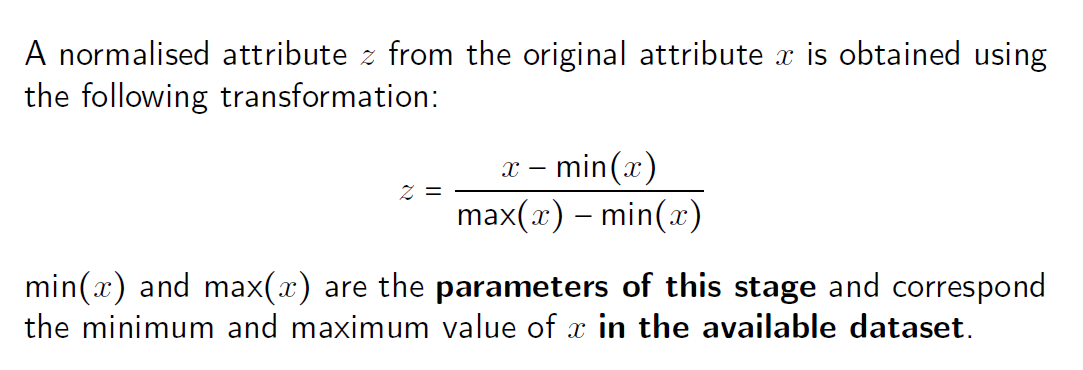 A normalised attribute z from the original attribute x is obtained using
the following transformation:
z = \frac{x − min(x)}{max(x) − min(x)}
min(x) and max(x) are the parameters of this stage and correspond
the minimum and maximum value of x in the available dataset.